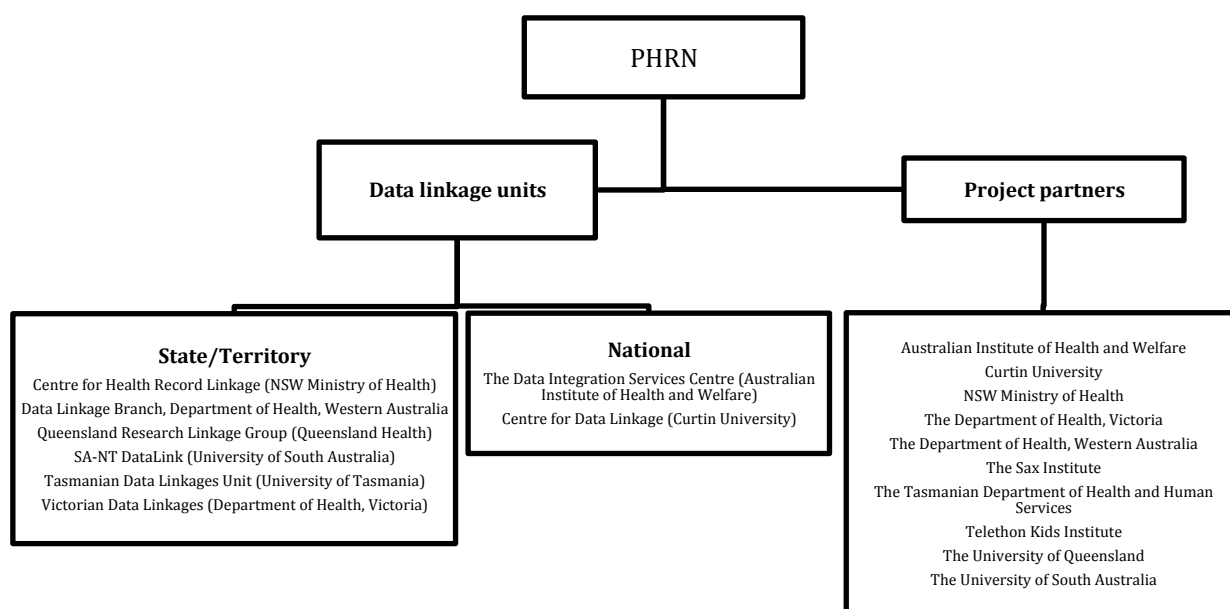 PHRN
Data linkage units
Project partners
State/Territory
Centre for Health Record Linkage (NSW Ministry of Health)
Data Linkage Branch, Department of Health, Western Australia
Queensland Research Linkage Group (Queensland Health)
SA-NT DataLink (University of South Australia)
Tasmanian Data Linkages Unit (University of Tasmania)
Victorian Data Linkages (Department of Health, Victoria)
National
The Data Integration Services Centre (Australian
Institute of Health and Welfare)
Centre for Data Linkage (Curtin University)
Australian Institute of Health and Welfare
Curtin University
NSW Ministry of Health
The Department of Health, Victoria
The Department of Health, Western Australia
The Sax Institute
The Tasmanian Department of Health and Human
Services
Telethon Kids Institute
The University of Queensland
The University of South Australia